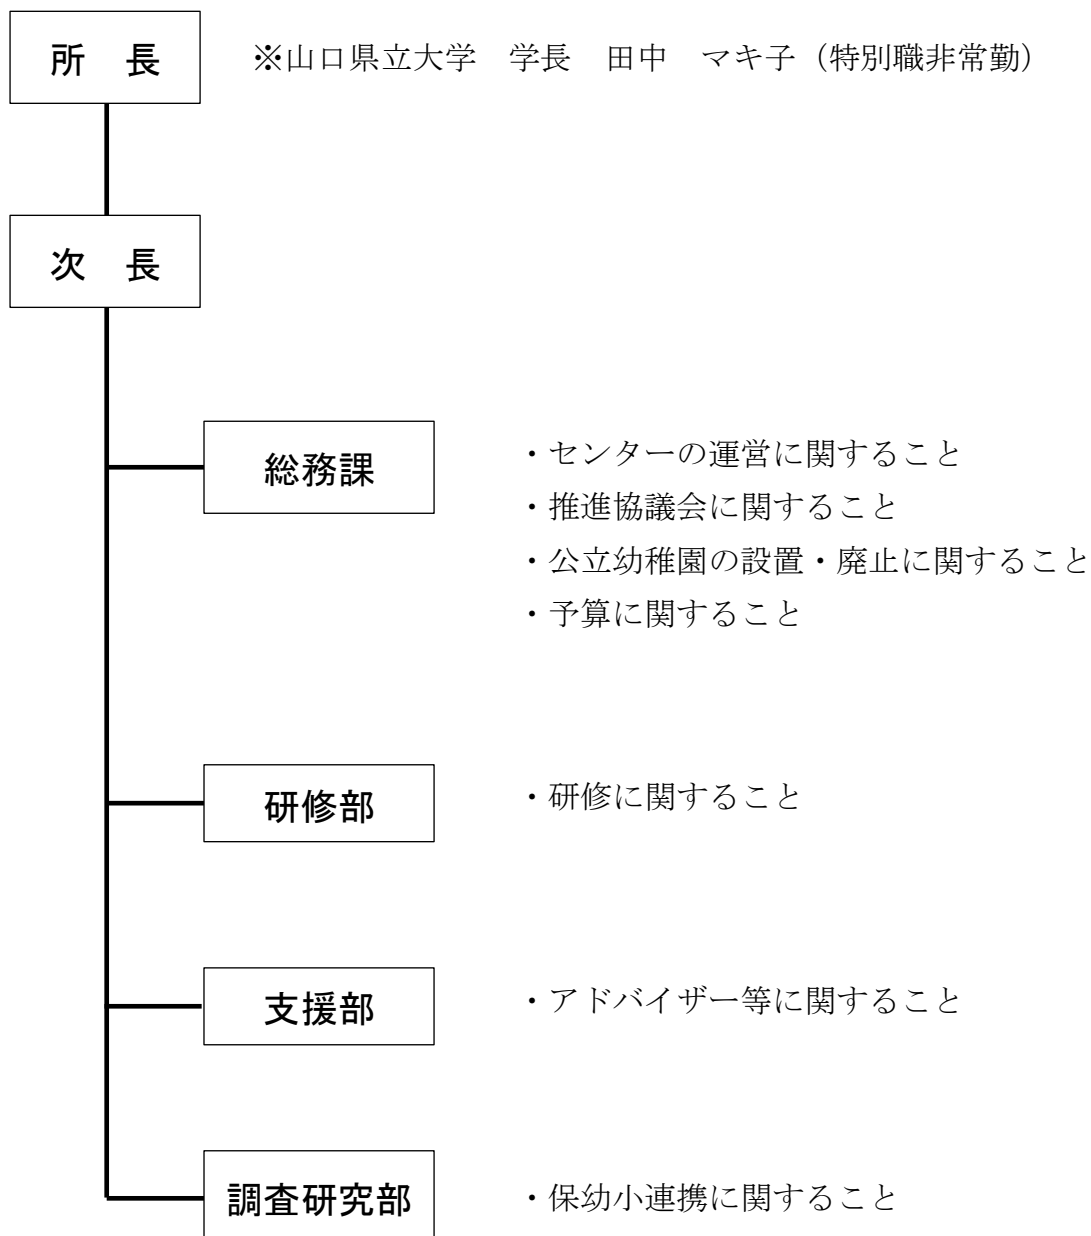 所　長
※山口県立大学　学長　田中　マキ子（特別職非常勤）
次　長
総務課
・センターの運営に関すること
・推進協議会に関すること
・公立幼稚園の設置・廃止に関すること
・予算に関すること
研修部
・研修に関すること
支援部
・アドバイザー等に関すること
調査研究部
・保幼小連携に関すること